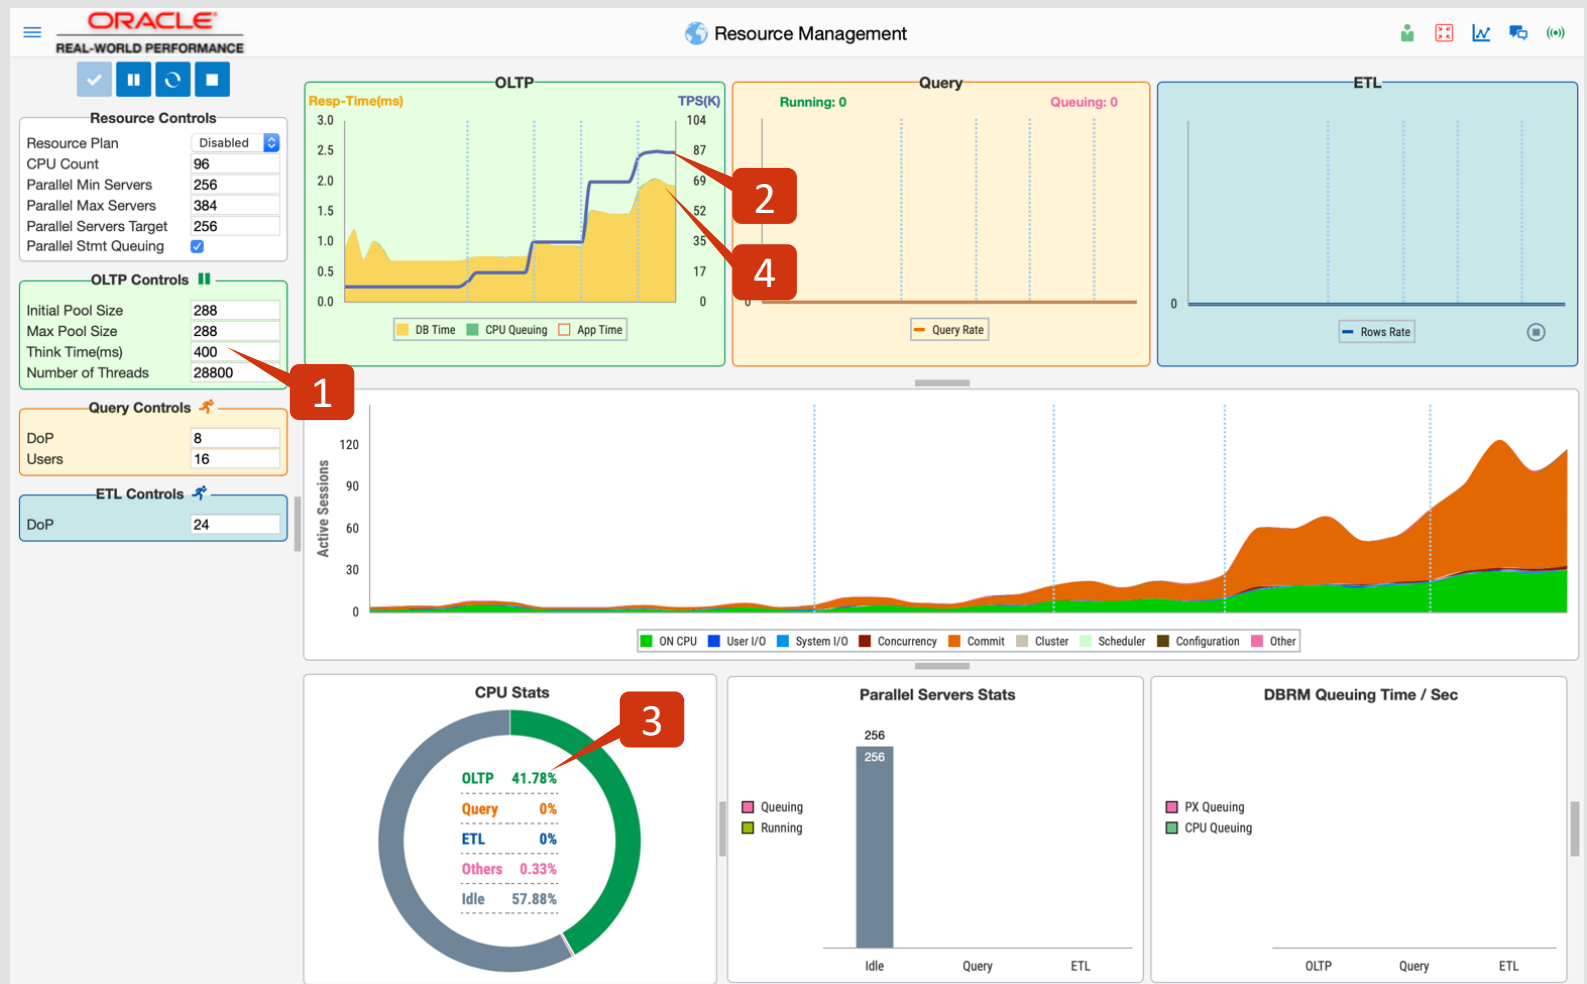 ORACLE
REAL-WORLD PERFORMANCE
Resource Management
Resource Controls
Resource Plan Disabled
CPU Count 96
Parallel Min Servers 256
Parallel Max Servers 384
Parallel Servers Target 256
Parallel Stmt Queuing
OLTP Controls
Initial Pool Size 288
Max Pool Size 288
Think Time(ms) 400
Number of Threads 28800
1
Query Controls
DoP 8
Users 16
ETL Controls
DoP 24
OLTP
Resp-Time(ms) TPS(K)
3.0 104
2.5 87
2.0 69
1.5 52
1.0 35
0.5 17
0.0 0
2
4
DB Time CPU Queuing App Time
Query
Running: 0 Queuing: 0
0
Query Rate
ETL
0
Rows Rate
Active Sessions
120
90
60
30
0
ON CPU User I/O System I/O Concurrency Commit Cluster Scheduler Configuration Other
CPU Stats
3
OLTP 41.78%
Query 0%
ETL 0%
Others 0.33%
Idle 57.88%
Parallel Servers Stats
256
256
Queuing
Running
Idle Query ETL
DBRM Queuing Time / Sec
PX Queuing
CPU Queuing
OLTP Query ETL